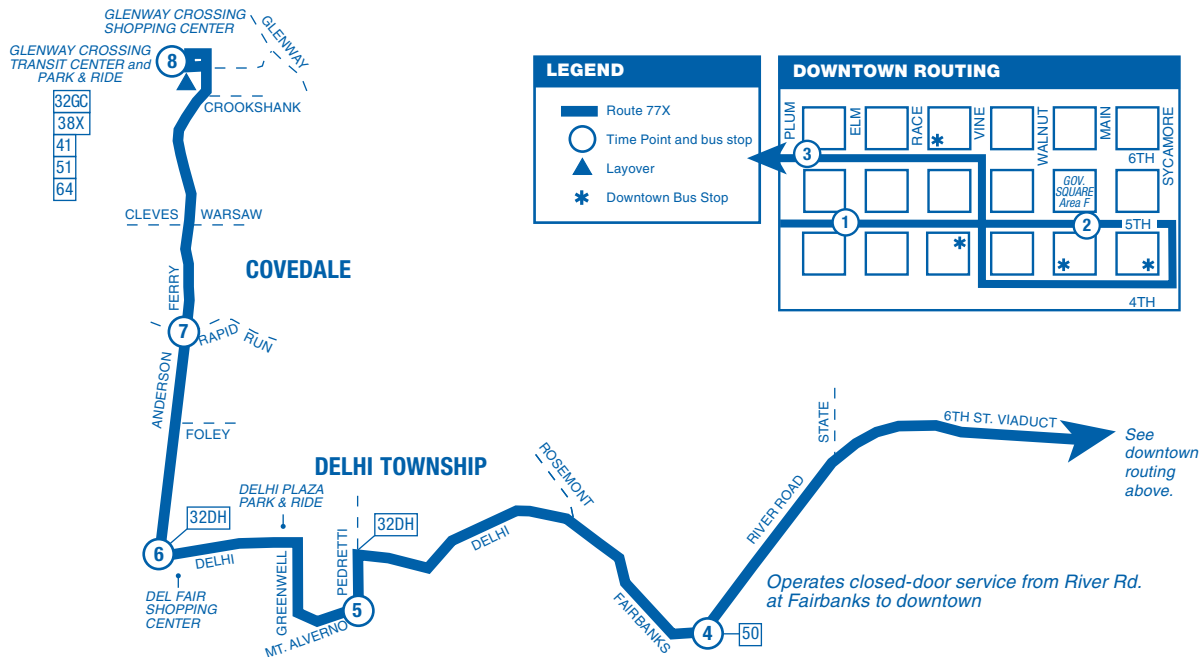 GLENWAY CROSSING
SHOPPING CENTER
GLENWAY
GLENWAY CROSSING
TRANSIT CENTER and
PARK & RIDE
8
32GC
38X
41
51
64
CROOKSHANK
CLEVES
WARSAW
COVEDALE
FERRY
7
RAPID
RUN
ANDERSON
FOLEY
DELHI TOWNSHIP
DELHI PLAZA
PARK & RIDE
32DH
6
DELHI
DEL FAIR
SHOPPING
CENTER
GREENWELL
MT. ALVERNO
PEDRETTI
5
32DH
DELHI
ROSEMONT
FAIRBANKS
4
50
RIVER ROAD
STATE
6TH ST. VIADUCT
See
downtown
routing
above.
Operates closed-door service from River Rd.
at Fairbanks to downtown
LEGEND
Route 77X
Time Point and bus stop
Layover
Downtown Bus Stop
DOWNTOWN ROUTING
PLUM
ELM
RACE
VINE
WALNUT
MAIN
SYCAMORE
3
6TH
GOV.
SQUARE
Area F
1
2
5TH
4TH